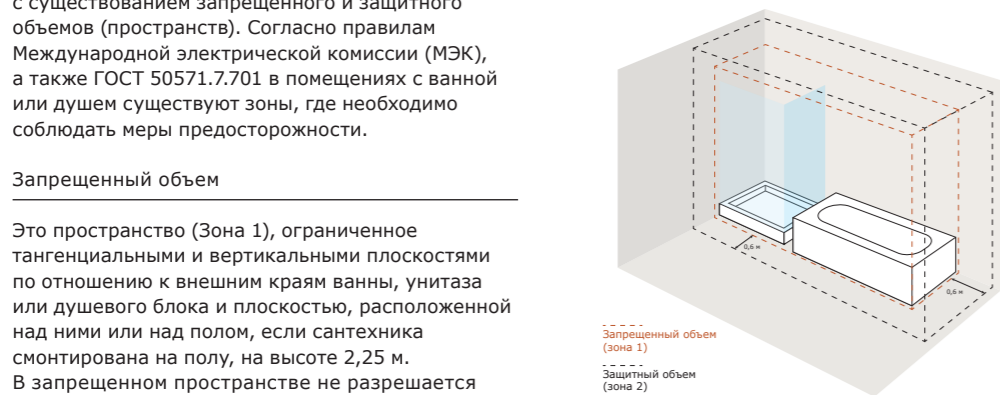 с существованием запрещенного и защитного
объемов (пространств). Согласно правилам
Международной электрической комиссии (МЭК),
а также ГОСТ 50571.7.701 в помещениях с ванной
или душем существуют зоны, где необходимо
соблюдать меры предосторожности.
Запрещенный объем
Это пространство (Зона 1), ограниченное
тангенциальными и вертикальными плоскостями
по отношению к внешним краям ванны, унитаза
или душевого блока и плоскостью, расположенной
над ними или над полом, если сантехника
смонтирована на полу, на высоте 2,25 м.
В запрещенном пространстве не разрешается
0,6 м
0,6 м
Запрещенный объем
(зона 1)
Защитный объем
(зона 2)